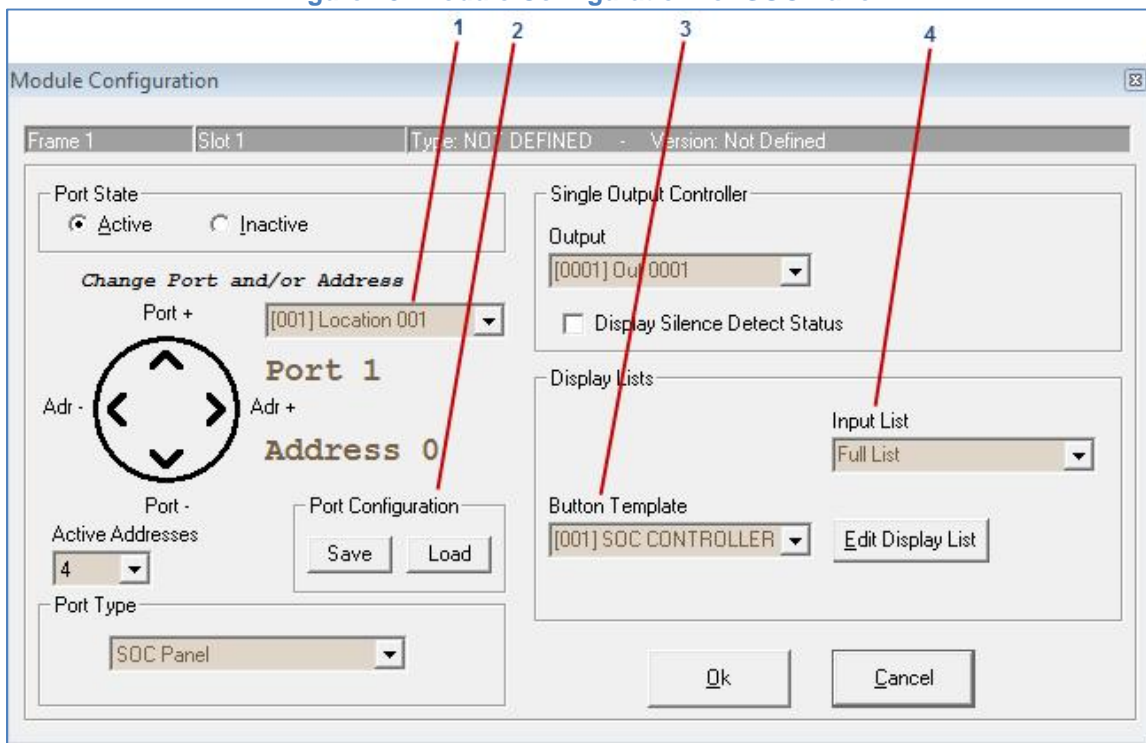 1 2 3 4
Module Configuration
Frame 1 Slot 1 Type: NOT DEFINED - Version: Not Defined
Port State
Active Inactive
Change Port and/or Address
Port +
[001] Location 001
Port 1
Adr - Adr +
Address 0
Port -
Active Addresses
4
Port Configuration
Save Load
Port Type
SOC Panel
Single Output Controller
Output
[0001] Out 0001
Display Silence Detect Status
Display Lists
Input List
Full List
Button Template
[001] SOC CONTROLLER
Edit Display List
Ok Cancel